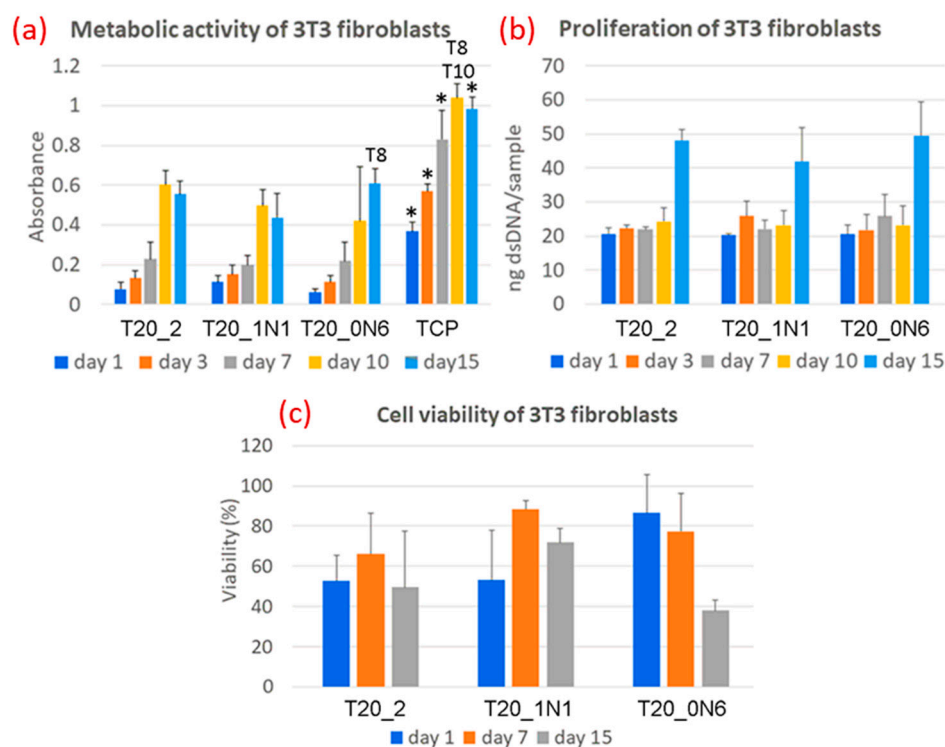 (a) Metabolic activity of 3T3 fibroblasts
T8
T10
1.2
1
0.8
0.6
0.4
0.2
0
Absorbance
* * * * T8
T20_2 T20_1N1 T20_0N6 TCP
day 1 day 3 day 7 day 10 day15
(b) Proliferation of 3T3 fibroblasts
70
60
50
40
30
20
10
0
ng dsDNA/sample
T20_2 T20_1N1 T20_0N6
day 1 day 3 day 7 day 10 day 15
(c) Cell viability of 3T3 fibroblasts
120
100
80
60
40
20
0
Viability (%)
T20_2 T20_1N1 T20_0N6
day 1 day 7 day 15